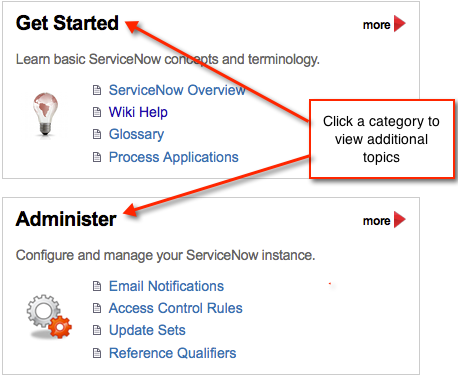 Get Started
more
Learn basic ServiceNow concepts and terminology.
ServiceNow Overview
Wiki Help
Glossary
Process Applications
Click a category to
view additional
topics
Administer
more
Configure and manage your ServiceNow instance.
Email Notifications
Access Control Rules
Update Sets
Reference Qualifiers